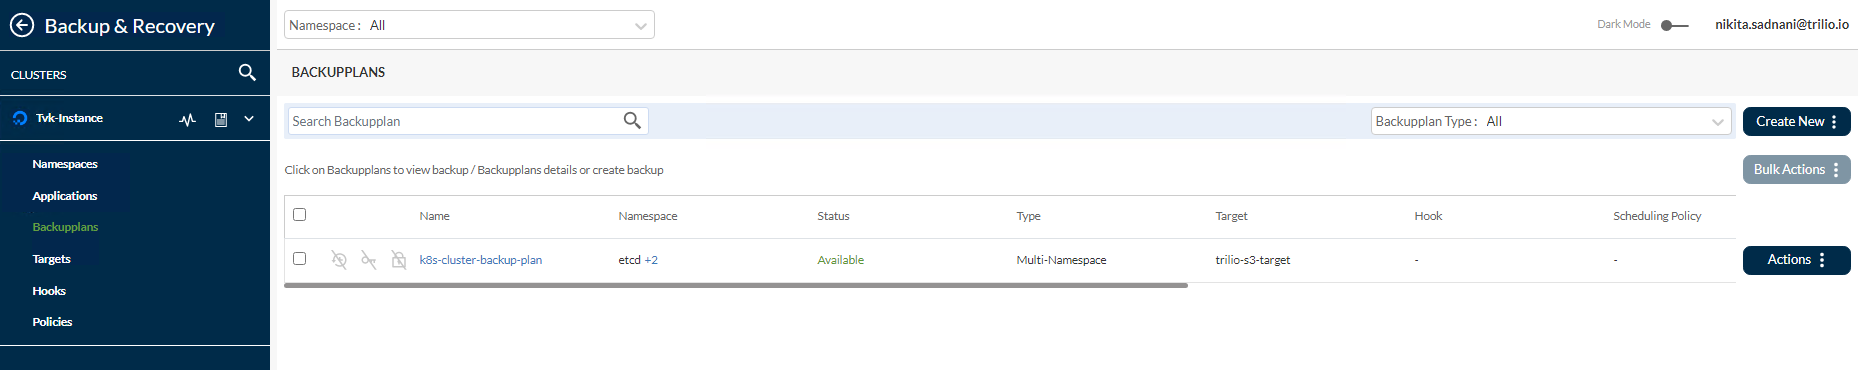 Backup & Recovery
Namespace : All
Dark Mode
nikita.sadnani@trilio.io
CLUSTERS
BACKUPPLANS
Tvk-Instance
Search Backupplan
Backupplan Type : All
Create New
Namespaces
Click on Backupplans to view backup / Backupplans details or create backup
Bulk Actions
Applications
Name Namespace Status Type Target Hook Scheduling Policy
Backupplans
Targets
k8s-cluster-backup-plan etcd +2 Available Multi-Namespace trilio-s3-target - -
Actions
Hooks
Policies